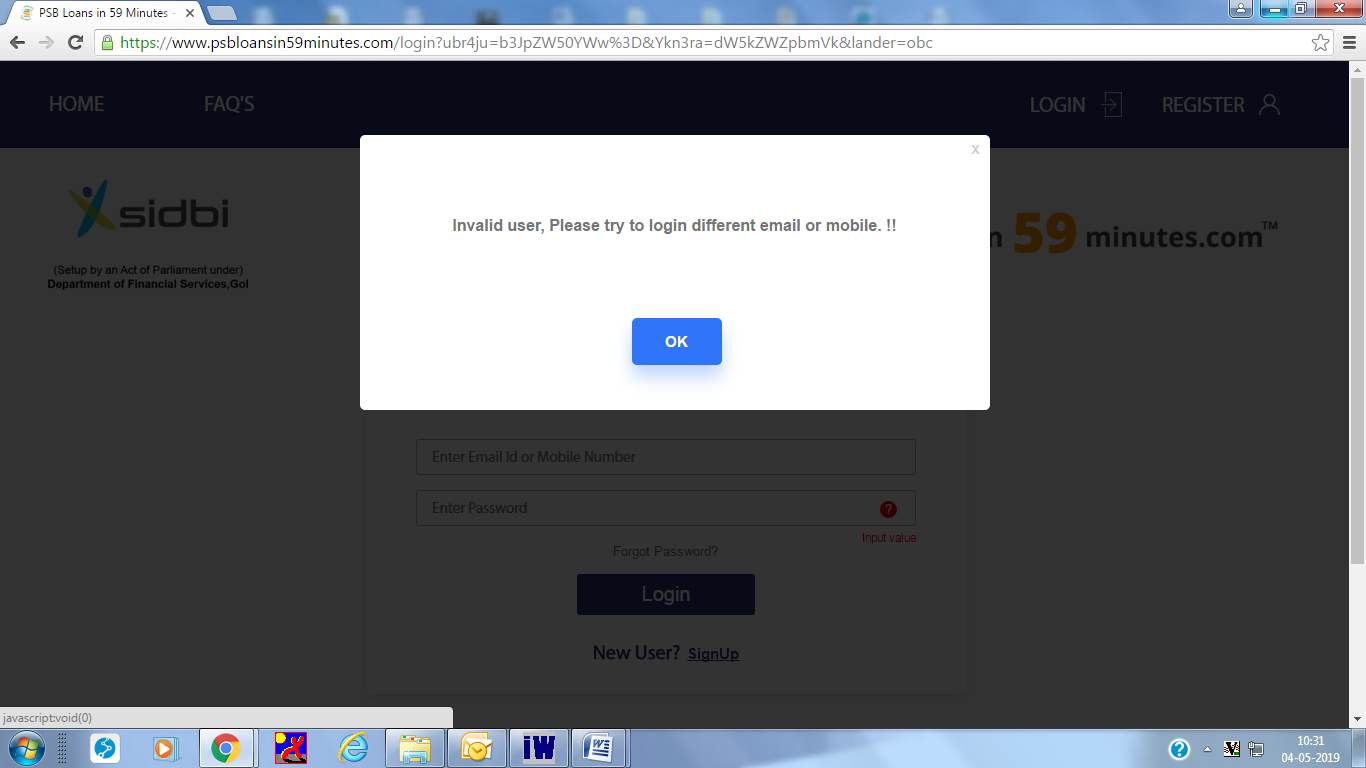 PSB Loans in 59 Minutes -
https://www.psbloansin59minutes.com/login?ubr4ju=b3JpZW50YWw%3D&Ykn3ra=dW5kZWZpbmVk&lander=obc
HOME FAQ'S LOGIN REGISTER
x
sidbi
(Setup by an Act of Parliament under)
Department of Financial Services,GoI
Invalid user, Please try to login different email or mobile. !!
n 59 minutes.com™
OK
Enter Email Id or Mobile Number
Enter Password
?
Input value
Forgot Password?
Login
New User? SignUp
javascript:void(0)
iW
W
?
10:31
04-05-2019